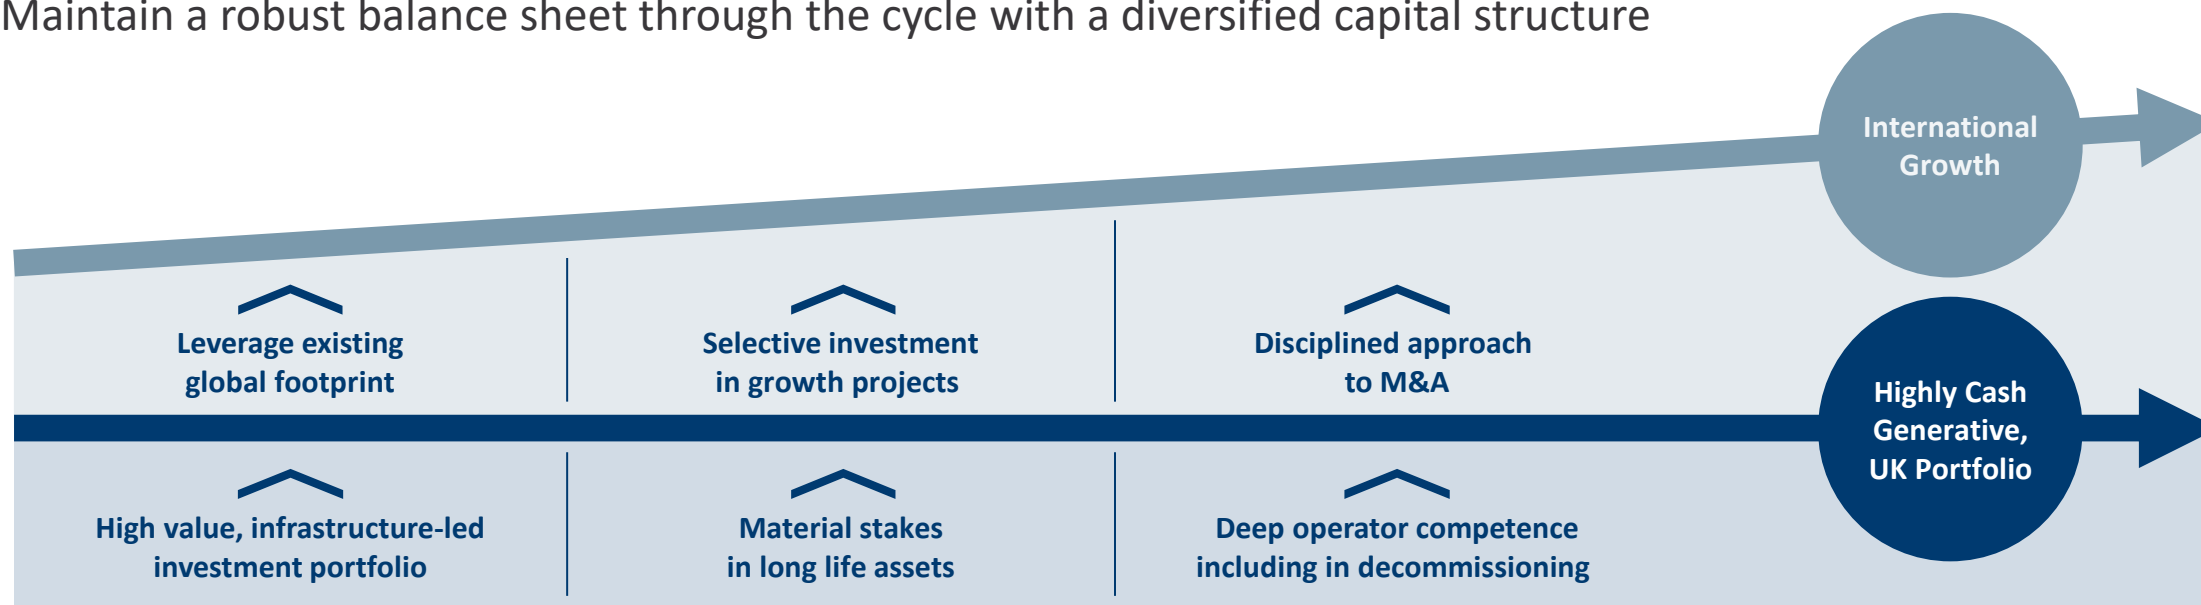 Maintain a robust balance sheet through the cycle with a diversified capital structure
International
Growth
Leverage existing
global footprint
Selective investment
in growth projects
Disciplined approach
to M&A
Highly Cash
Generative,
UK Portfolio
High value, infrastructure-led
investment portfolio
Material stakes
in long life assets
Deep operator competence
including in decommissioning